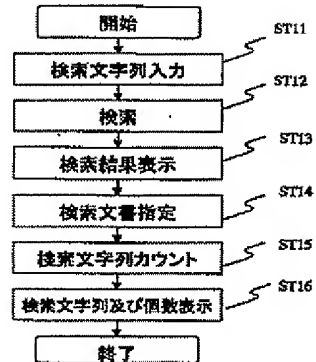 開始
ST11
検索文字列入力
ST12
検索
ST13
検索結果表示
ST14
検索文書指定
ST15
検索文字列カウント
ST16
検索文字列及び個数表示
終了